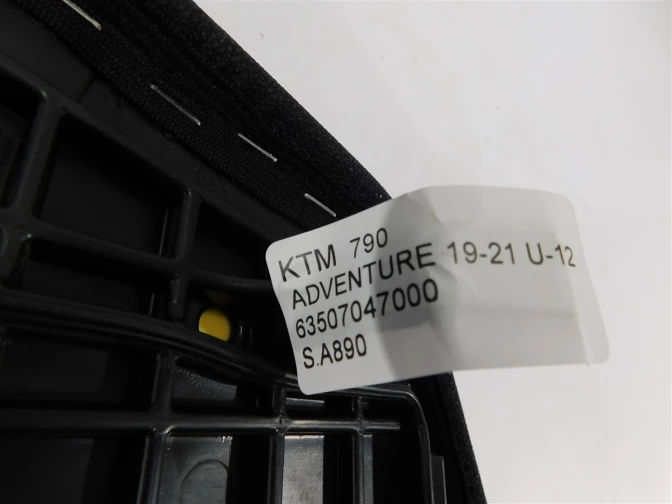 KTM 790
ADVENTURE 19-21 U-12
63507047000
S.A890